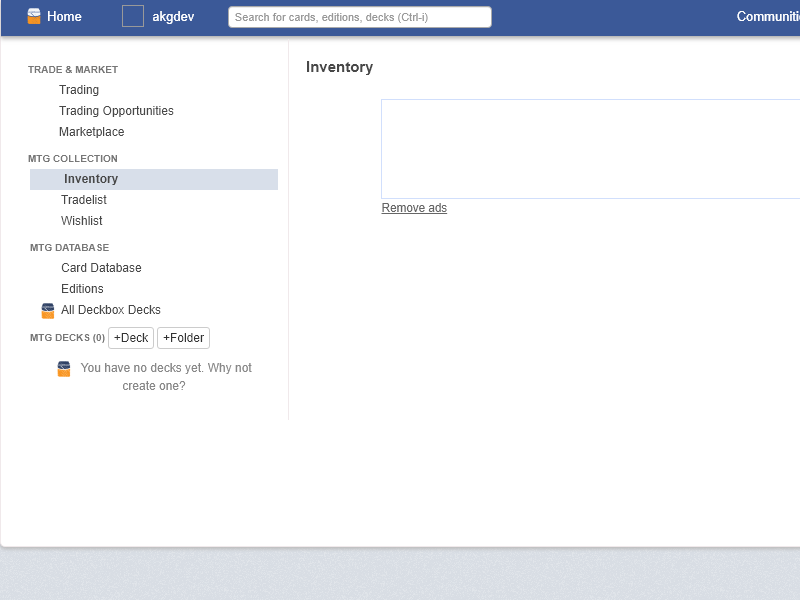 Home
akgdev
Search for cards, editions, decks (Ctrl-i)
TRADE & MARKET
Trading
Trading Opportunities
Marketplace
MTG COLLECTION
Inventory
Tradelist
Wishlist
MTG DATABASE
Card Database
Editions
All Deckbox Decks
MTG DECKS (0) +Deck +Folder
You have no decks yet. Why not
create one?
Inventory
Remove ads